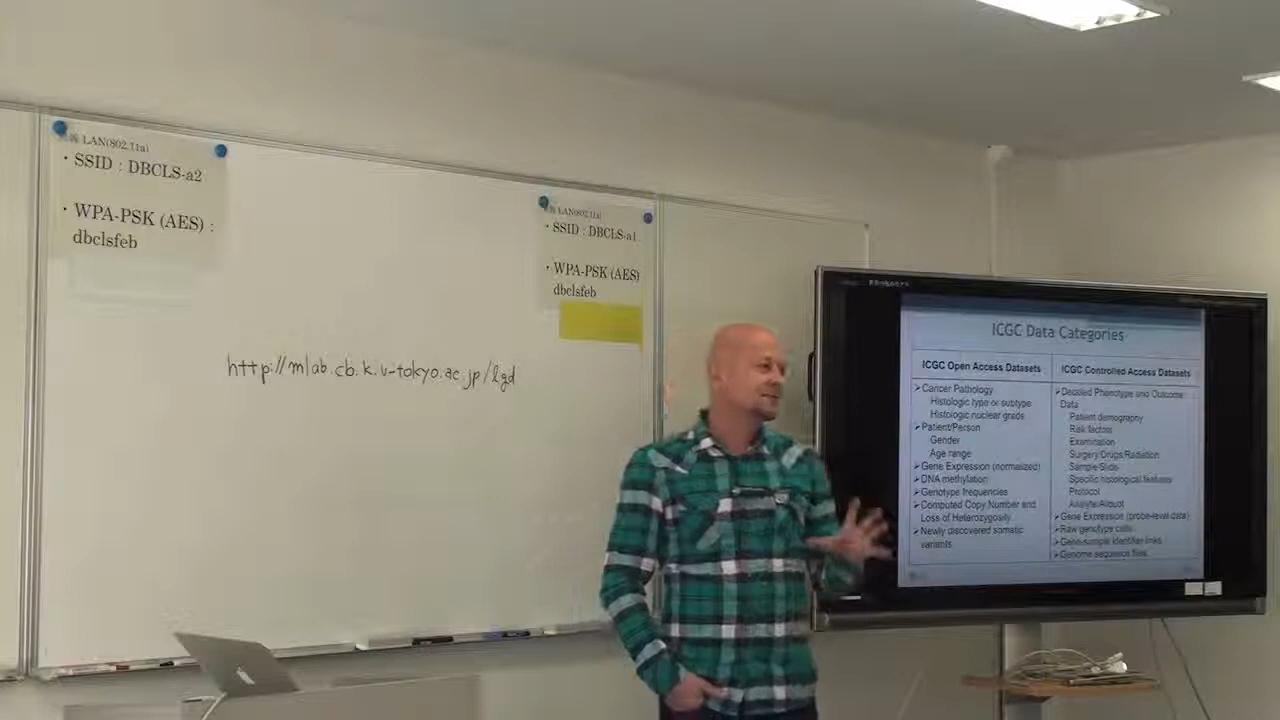 LAN(802.11a)
・SSID : DBCLS-a2
・WPA-PSK (AES) :
dbclsfeb
LAN(802.11a)
・SSID : DBCLS-a1
・WPA-PSK (AES)
dbclsfeb
http://mlab.cb.k.u-tokyo.ac.jp/lgd
ICGC Data Categories
ICGC Open Access Datasets
➤Cancer Pathology
Histologic type or subtype
Histologic nuclear grade
➤Patient/Person
Gender
Age range
➤Gene Expression (normalized)
➤DNA methylation
➤Genotype frequencies
➤Computed Copy Number and
Loss of Heterozygosity
➤Newly discovered somatic
variants
ICGC Controlled Access Datasets
➤Detailed Phenotype and Outcome
Data
Patient demography
Risk factors
Examination
Surgery/Drugs/Radiation
Sample/Slide
Specific histological features
Protocol
Analyte/Aliquot
➤Gene Expression (probe-level data)
➤Raw genotype calls
➤Gene-sample identifier links
➤Genome sequence files